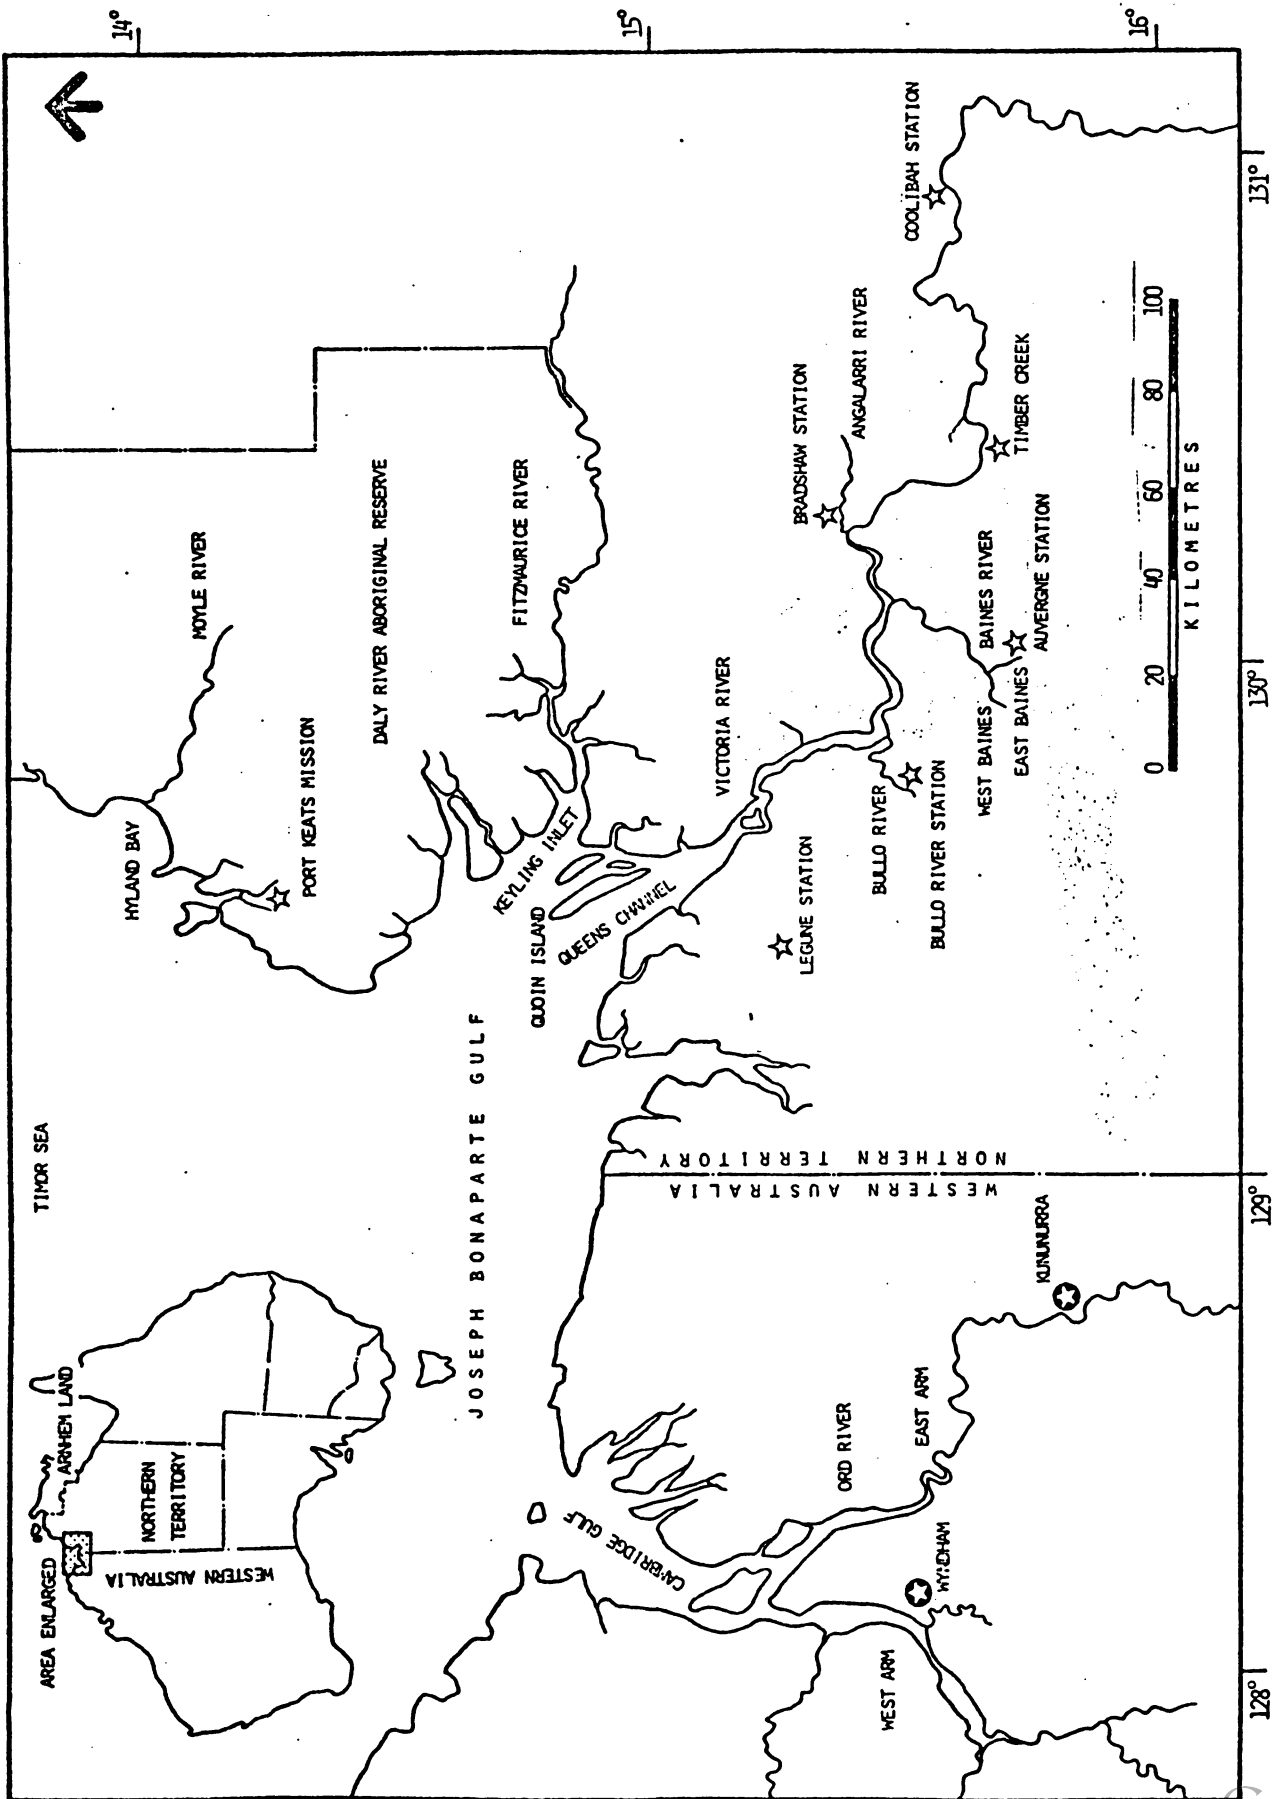 14°
15°
16°
TIMOR SEA
AREA ENLARGED
ARNHEM LAND
NORTHERN
TERRITORY
WESTERN AUSTRALIA
HYLAND BAY
MOYLE RIVER
PORT KEATS MISSION
DALY RIVER ABORIGINAL RESERVE
JOSEPH BONAPARTE GULF
FITZMAURICE RIVER
KEYLING INLET
QUOIN ISLAND
QUEENS CHANNEL
CAMBRIDGE GULF
VICTORIA RIVER
LEGUNE STATION
BRADSHAW STATION
ANGALARRI RIVER
COOLIBAH STATION
TIMBER CREEK
BULLO RIVER
BULLO RIVER STATION
WEST BAINES
BAINES RIVER
EAST BAINES
AUVERGNE STATION
NORTHERN TERRITORY
WESTERN AUSTRALIA
ORD RIVER
EAST ARM
WEST ARM
WYNDHAM
KUNUNURRA
0 20 40 60 80 100
KILOMETRES
128°
129°
130°
131°